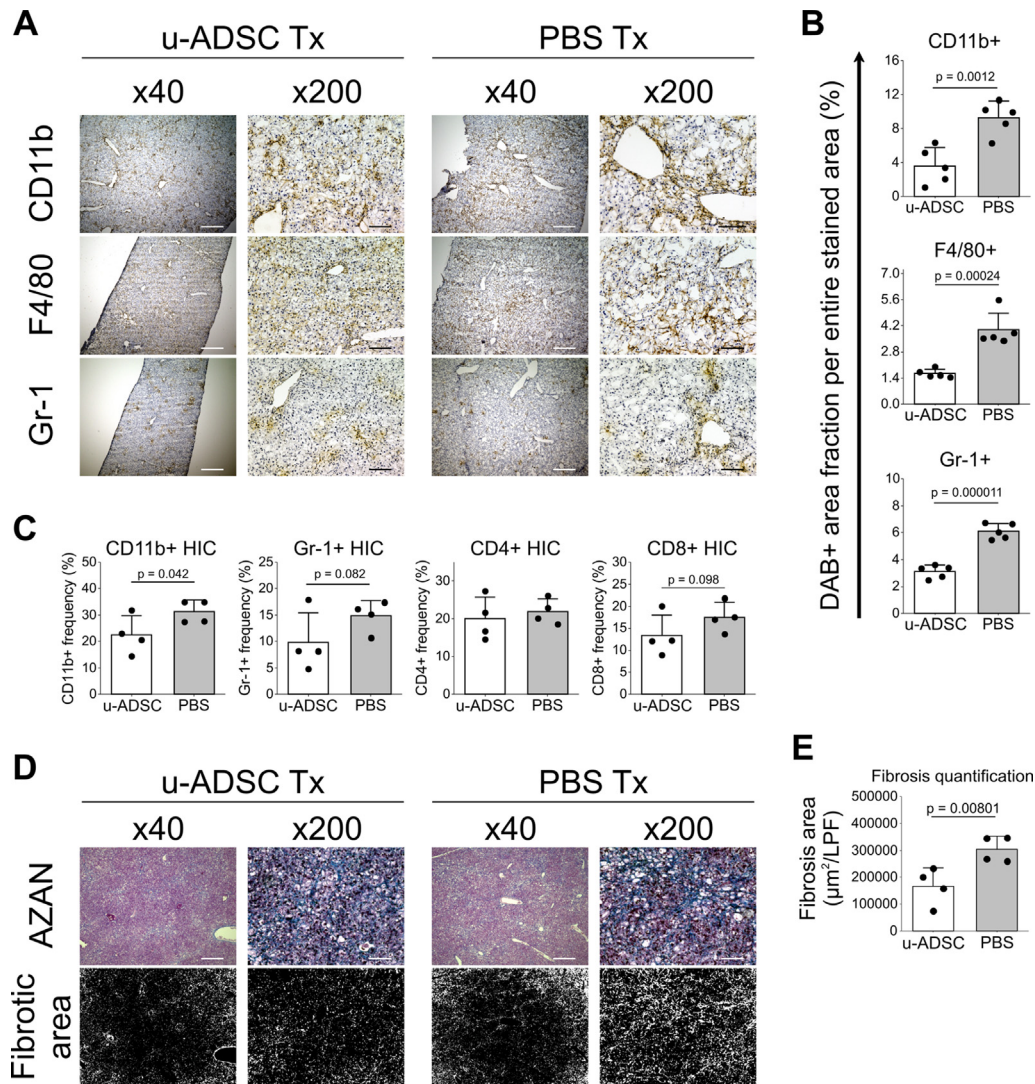 A
u-ADSC Tx
PBS Tx
x40
x200
x40
x200
CD11b
F4/80
Gr-1
B
DAB+ area fraction per entire stained area (%)
CD11b+
16
12
8
4
0
p = 0.0012
u-ADSC
PBS
F4/80+
7.0
5.6
4.2
2.8
1.4
0.0
p = 0.00024
u-ADSC
PBS
Gr-1+
10
8
6
4
2
0
p = 0.000011
u-ADSC
PBS
C
CD11b+ HIC
CD11b+ frequency (%)
50
40
30
20
10
0
p = 0.042
u-ADSC
PBS
Gr-1+ HIC
Gr-1+ frequency (%)
25
20
15
10
5
0
p = 0.082
u-ADSC
PBS
CD4+ HIC
CD4+ frequency (%)
40
30
20
10
0
u-ADSC
PBS
CD8+ HIC
CD8+ frequency (%)
30
25
20
15
10
5
0
p = 0.098
u-ADSC
PBS
D
u-ADSC Tx
PBS Tx
x40
x200
x40
x200
AZAN
Fibrotic
area
E
Fibrosis quantification
Fibrosis area
(µm²/LPF)
500000
400000
300000
200000
100000
0
p = 0.00801
u-ADSC
PBS